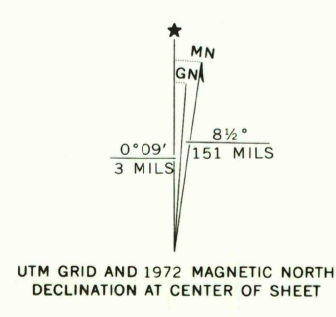 ★
MN
GN
0°09′
3 MILS
8½°
151 MILS
UTM GRID AND 1972 MAGNETIC NORTH
DECLINATION AT CENTER OF SHEET